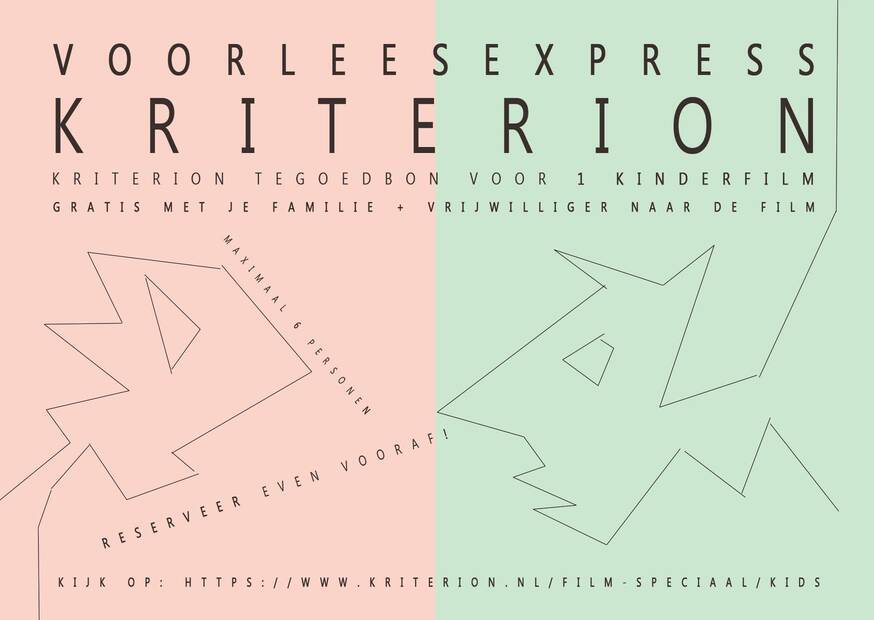 VOORLEESEXPRESS
KRITERION
KRITERION TEGOEDBON VOOR 1 KINDERFILM
GRATIS MET JE FAMILIE + VRIJWILLIGER NAAR DE FILM
MAXIMAAL 6 PERSONEN
RESERVEER EVEN VOORAF!
KIJK OP: HTTPS://WWW.KRITERION.NL/FILM-SPECIAAL/KIDS